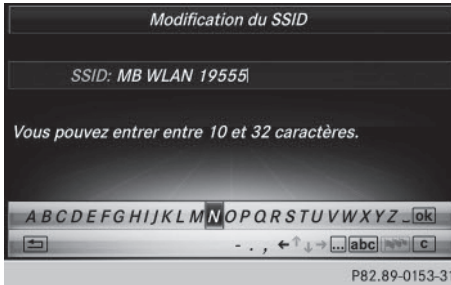 Modification du SSID
SSID: MB WLAN 19555
Vous pouvez entrer entre 10 et 32 caractères.
A B C D E F G H I J K L M N O P Q R S T U V W X Y Z _ ok
- . , ←↑↓→ ... abc c
P82.89-0153-31